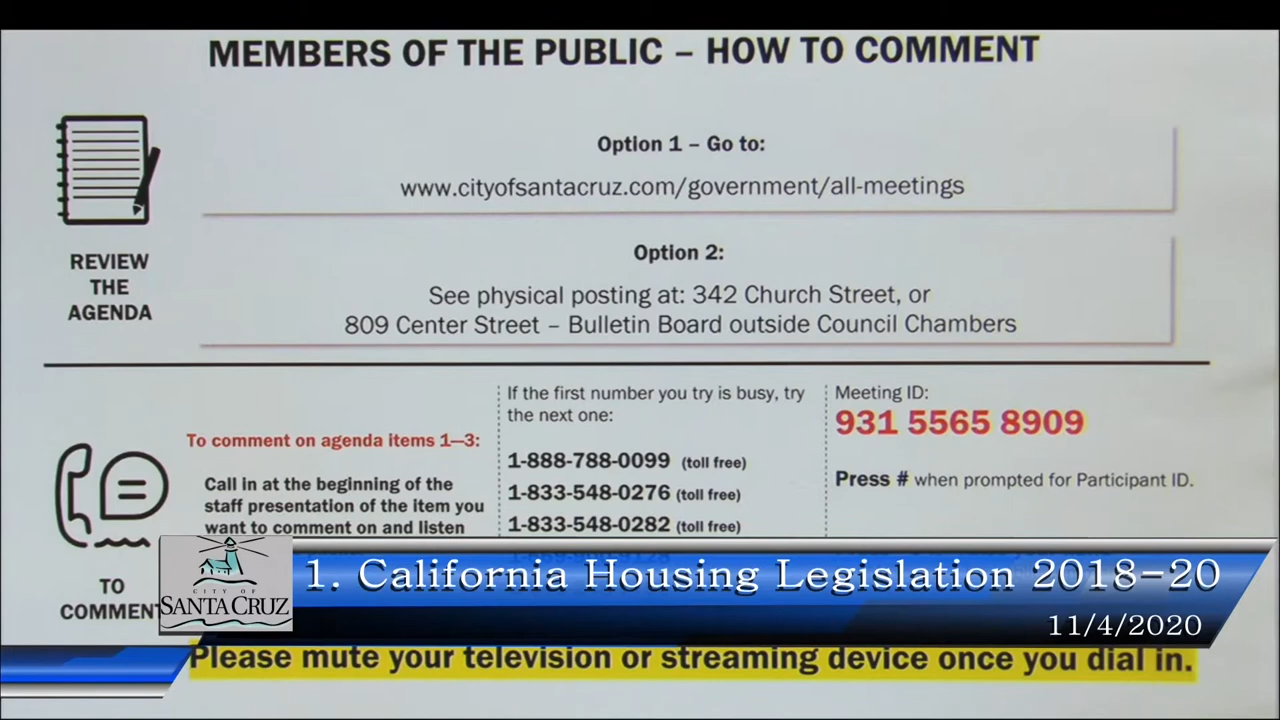 MEMBERS OF THE PUBLIC – HOW TO COMMENT
REVIEW
THE
AGENDA
Option 1 – Go to:
www.cityofsantacruz.com/government/all-meetings
Option 2:
See physical posting at: 342 Church Street, or
809 Center Street – Bulletin Board outside Council Chambers
TO
COMMENT
To comment on agenda items 1—3:
Call in at the beginning of the
staff presentation of the item you
want to comment on and listen
If the first number you try is busy, try
the next one:
1-888-788-0099 (toll free)
1-833-548-0276 (toll free)
1-833-548-0282 (toll free)
Meeting ID:
931 5565 8909
Press # when prompted for Participant ID.
CITY OF
SANTA CRUZ
1. California Housing Legislation 2018-20
11/4/2020
Please mute your television or streaming device once you dial in.